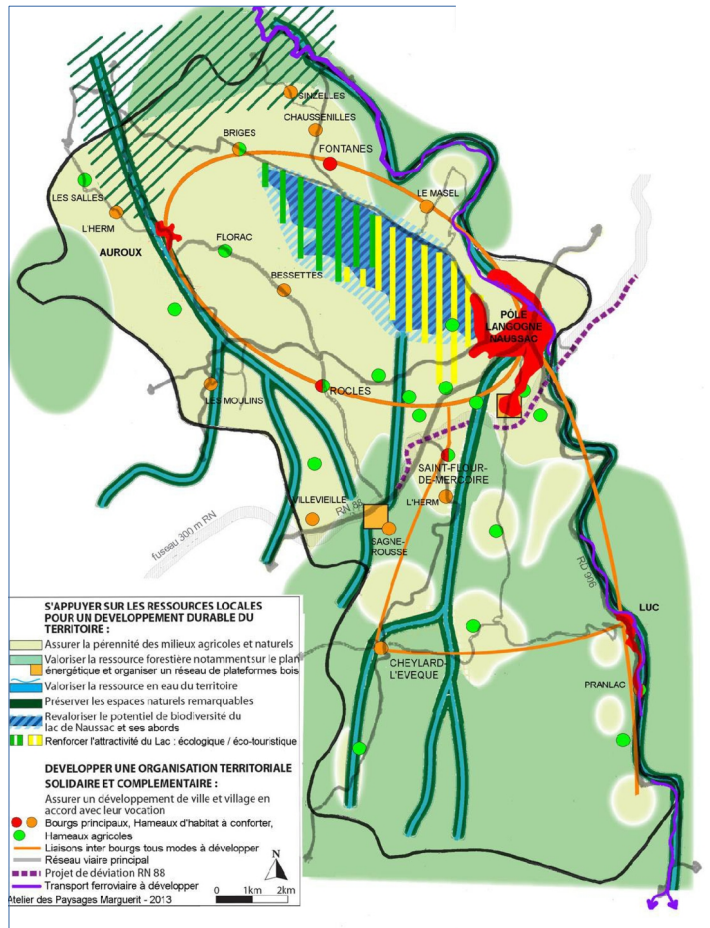 SINZELLES
CHAUSSENILLES
BRIGES
FONTANES
LES SALLES
LE MASEL
L'HERM
FLORAC
AUROUX
BESSETTES
PÔLE
LANGOGNE
NAUSSAC
LES MOULINS
ROCLES
SAINT-FLOUR-
DE-MERCOIRE
VILLEVIEILLE
L'HERM
RN 88
fuseau 300 m RN
SAGNE-
ROUSSE
RD 906
LUC
CHEYLARD-
L'EVEQUE
PRANLAC
S'APPUYER SUR LES RESSOURCES LOCALES
POUR UN DEVELOPPEMENT DURABLE DU
TERRITOIRE :
Assurer la pérennité des milieux agricoles et naturels
Valoriser la ressource forestière notammentsur le plan
énergétique et organiser un réseau de plateformes bois
Valoriser la ressource en eau du territoire
Préserver les espaces naturels remarquables
Revaloriser le potentiel de biodiversité du
lac de Naussac et ses abords
Renforcer l'attractivité du Lac : écologique / éco-touristique
DEVELOPPER UNE ORGANISATION TERRITORIALE
SOLIDAIRE ET COMPLEMENTAIRE :
Assurer un développement de ville et village en
accord avec leur vocation
Bourgs principaux, Hameaux d'habitat à conforter,
Hameaux agricoles
Liaisons inter bourgs tous modes à développer
Réseau viaire principal
Projet de déviation RN 88
Transport ferroviaire à développer
N
0 1km 2km
Atelier des Paysages Marguerit - 2013